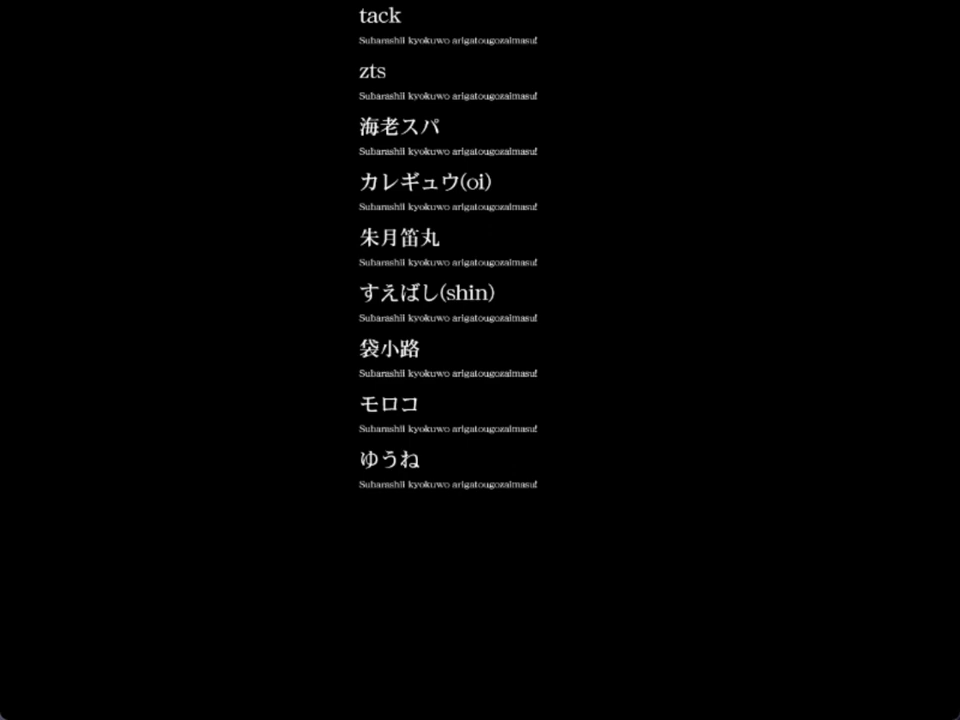 tack
Subarashii kyokuwo arigatougozaimasu!
zts
Subarashii kyokuwo arigatougozaimasu!
海老スパ
Subarashii kyokuwo arigatougozaimasu!
カレギュウ(oi)
Subarashii kyokuwo arigatougozaimasu!
朱月笛丸
Subarashii kyokuwo arigatougozaimasu!
すえばし(shin)
Subarashii kyokuwo arigatougozaimasu!
袋小路
Subarashii kyokuwo arigatougozaimasu!
モロコ
Subarashii kyokuwo arigatougozaimasu!
ゆうね
Subarashii kyokuwo arigatougozaimasu!